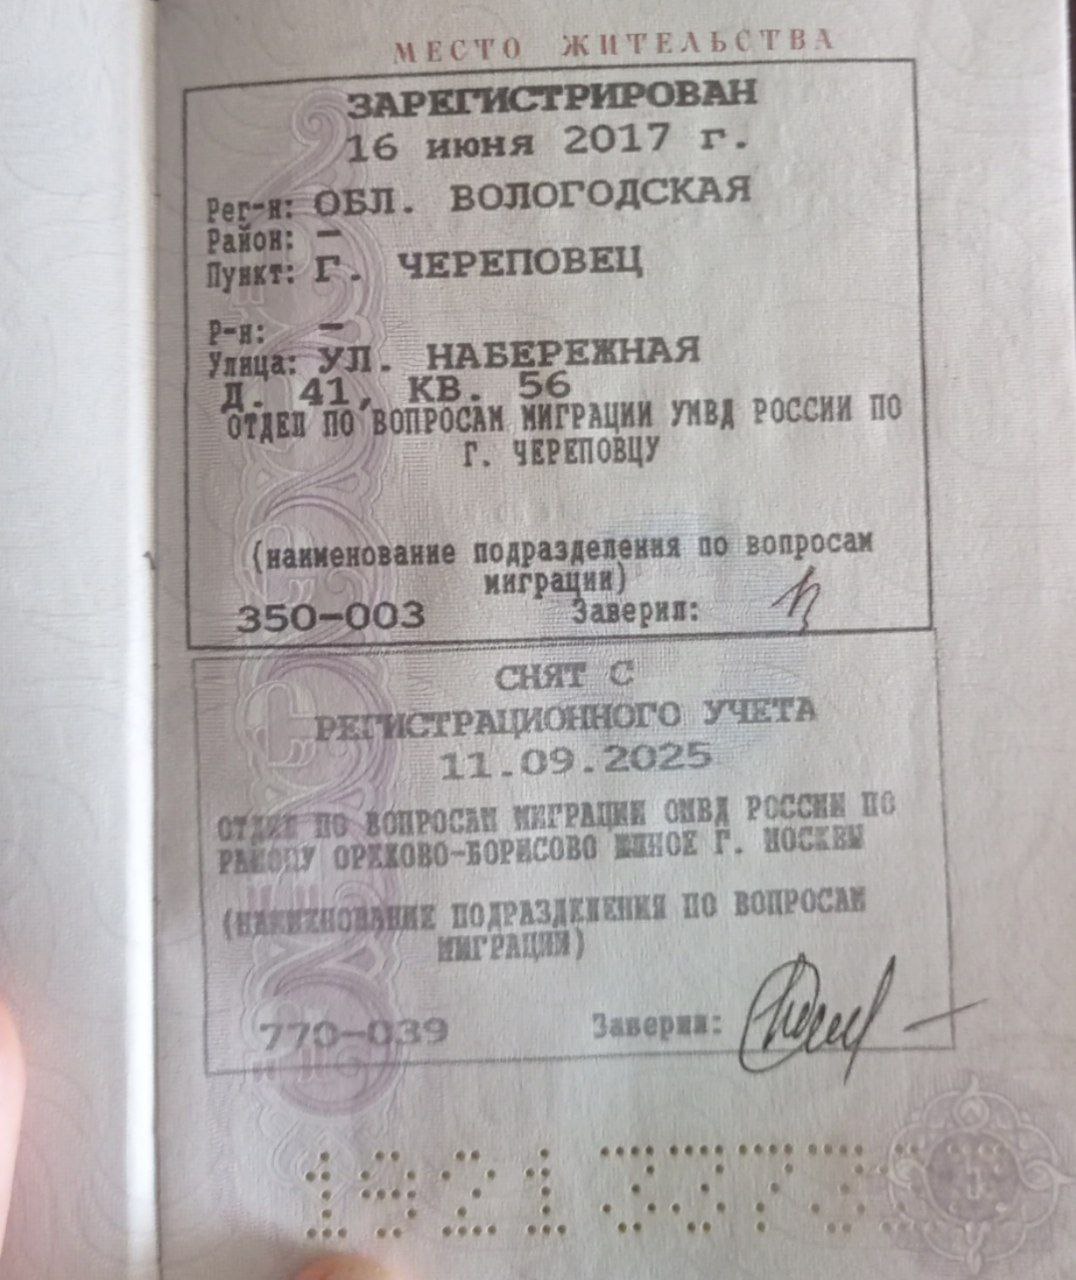 МЕСТО ЖИТЕЛЬСТВА
ЗАРЕГИСТРИРОВАН
16 июня 2017 г.
Рег-н: ОБЛ. ВОЛОГОДСКАЯ
Район: –
Пункт: Г. ЧЕРЕПОВЕЦ
Р-н: –
Улица: УЛ. НАБЕРЕЖНАЯ
Д. 41, КВ. 56
ОТДЕЛ ПО ВОПРОСАМ МИГРАЦИИ УМВД РОССИИ ПО
Г. ЧЕРЕПОВЦУ
(наименование подразделения по вопросам
миграции)
350-003 Заверил:
СНЯТ С
РЕГИСТРАЦИОННОГО УЧЕТА
11.09.2025
ОТДЕЛ ПО ВОПРОСАМ МИГРАЦИИ ОМВД РОССИИ ПО
РАЙОНУ ОРЕХОВО-БОРИСОВО ЮЖНОЕ Г. МОСКВЫ
(НАИМЕНОВАНИЕ ПОДРАЗДЕЛЕНИЯ ПО ВОПРОСАМ
МИГРАЦИИ)
770-039 Заверил:
1921